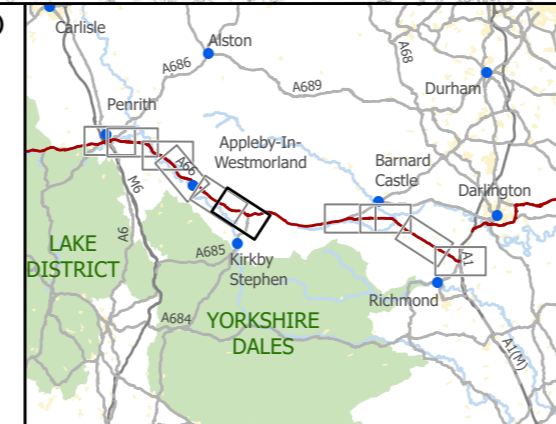 )
Carlisle
Alston
A686
A689
A68
Durham
Penrith
Appleby-In-
Westmorland
A66
Barnard
Castle
Darlington
M6
A6
LAKE
DISTRICT
A685
Kirkby
Stephen
A1
Richmond
A684
YORKSHIRE
DALES
A1(M)